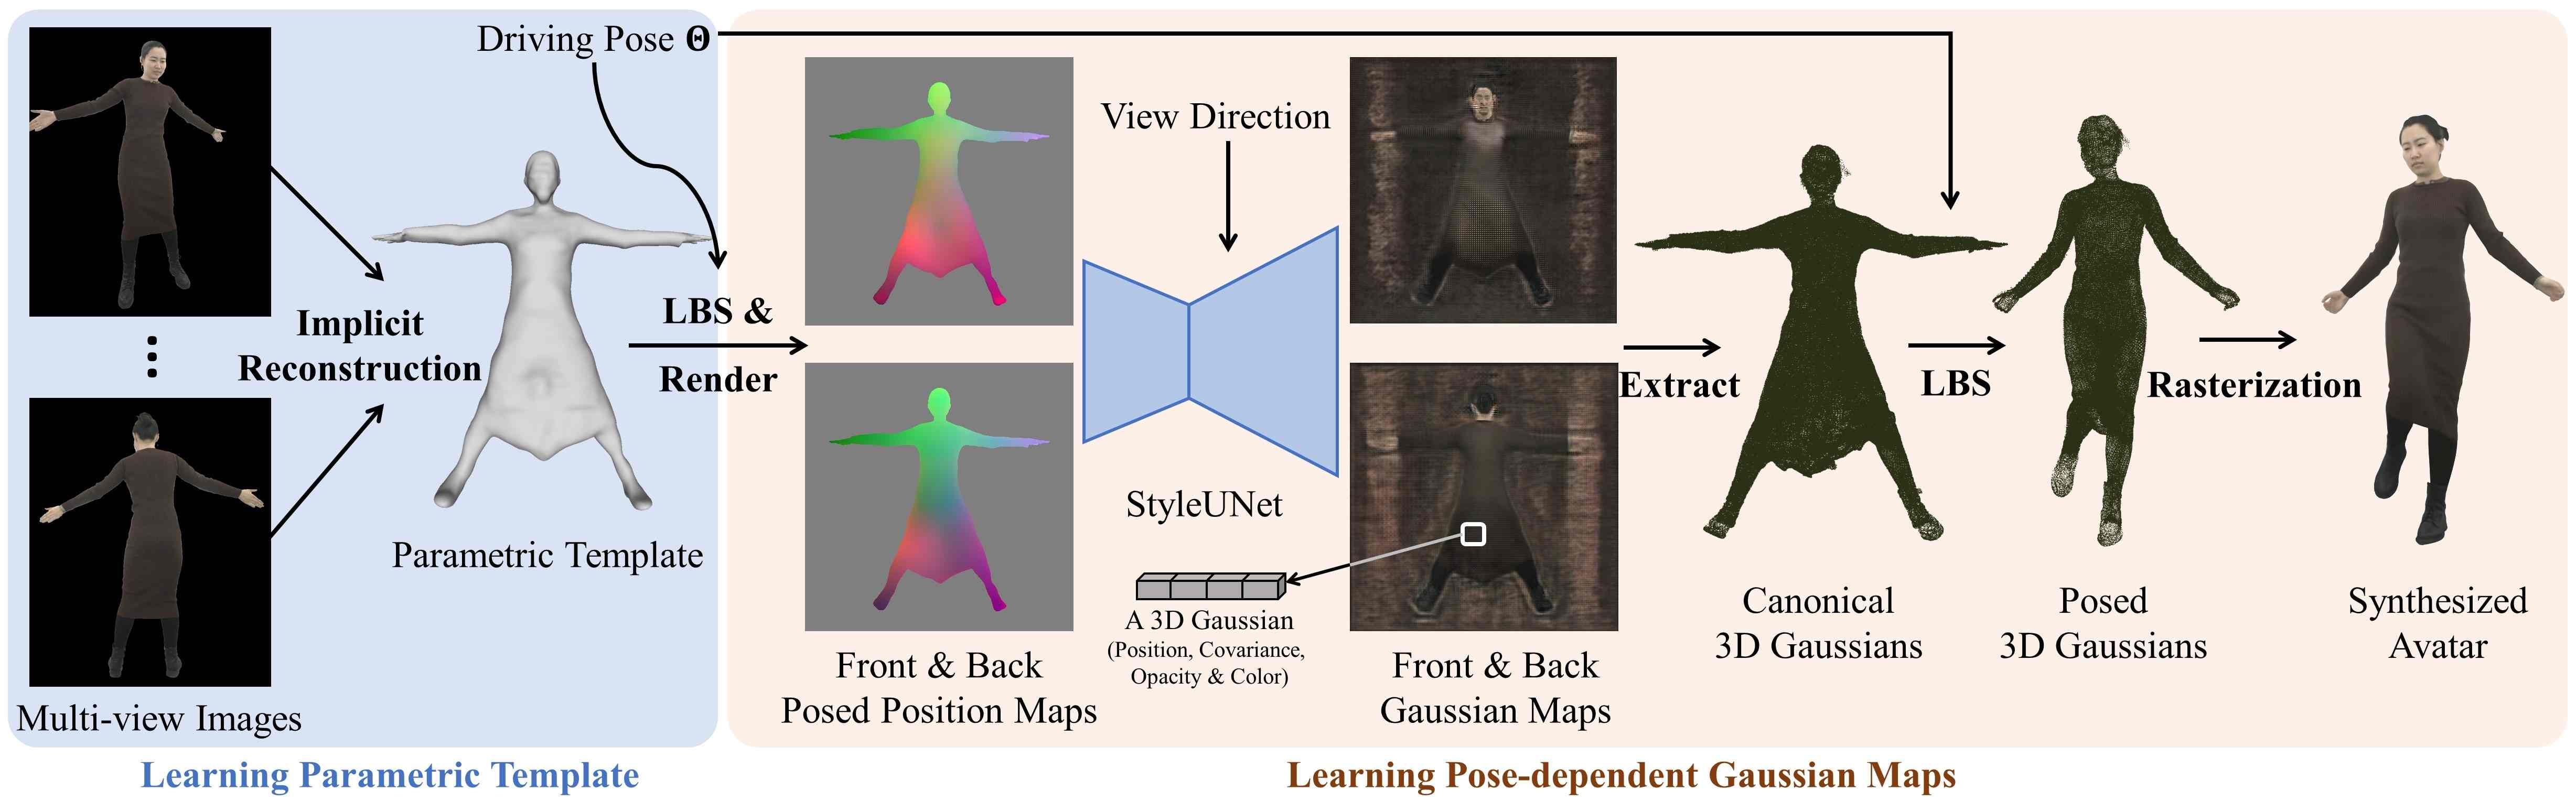 Driving Pose Θ
View Direction
Implicit
Reconstruction
LBS &
Render
Extract
LBS
Rasterization
StyleUNet
Parametric Template
A 3D Gaussian
(Position, Covariance,
Opacity & Color)
Multi-view Images
Front & Back
Posed Position Maps
Front & Back
Gaussian Maps
Canonical
3D Gaussians
Posed
3D Gaussians
Synthesized
Avatar
Learning Parametric Template
Learning Pose-dependent Gaussian Maps